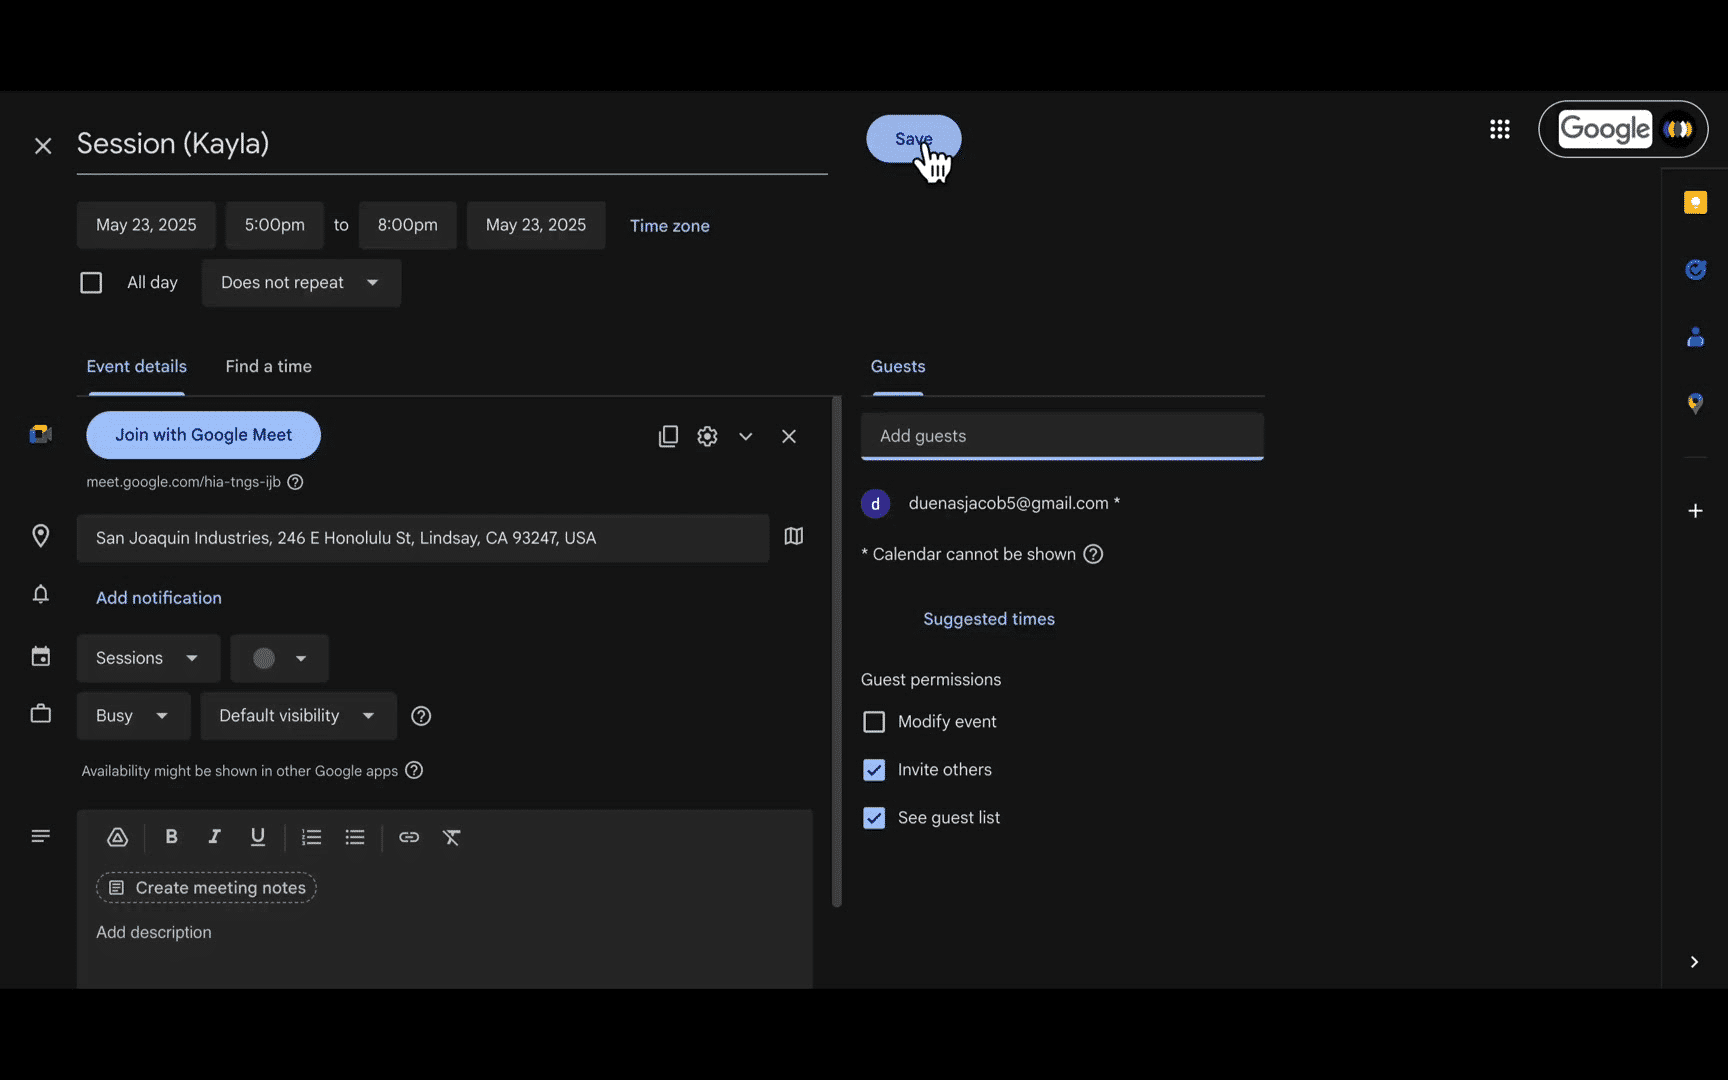 Session (Kayla)
Save
Google
May 23, 2025 5:00pm to 8:00pm May 23, 2025 Time zone
All day Does not repeat
Event details Find a time
Guests
Join with Google Meet
meet.google.com/hia-tngs-ijb
San Joaquin Industries, 246 E Honolulu St, Lindsay, CA 93247, USA
Add notification
Sessions
Busy Default visibility
Availability might be shown in other Google apps
B I U
Create meeting notes
Add description
Add guests
d duenasjacob5@gmail.com *
* Calendar cannot be shown
Suggested times
Guest permissions
Modify event
Invite others
See guest list